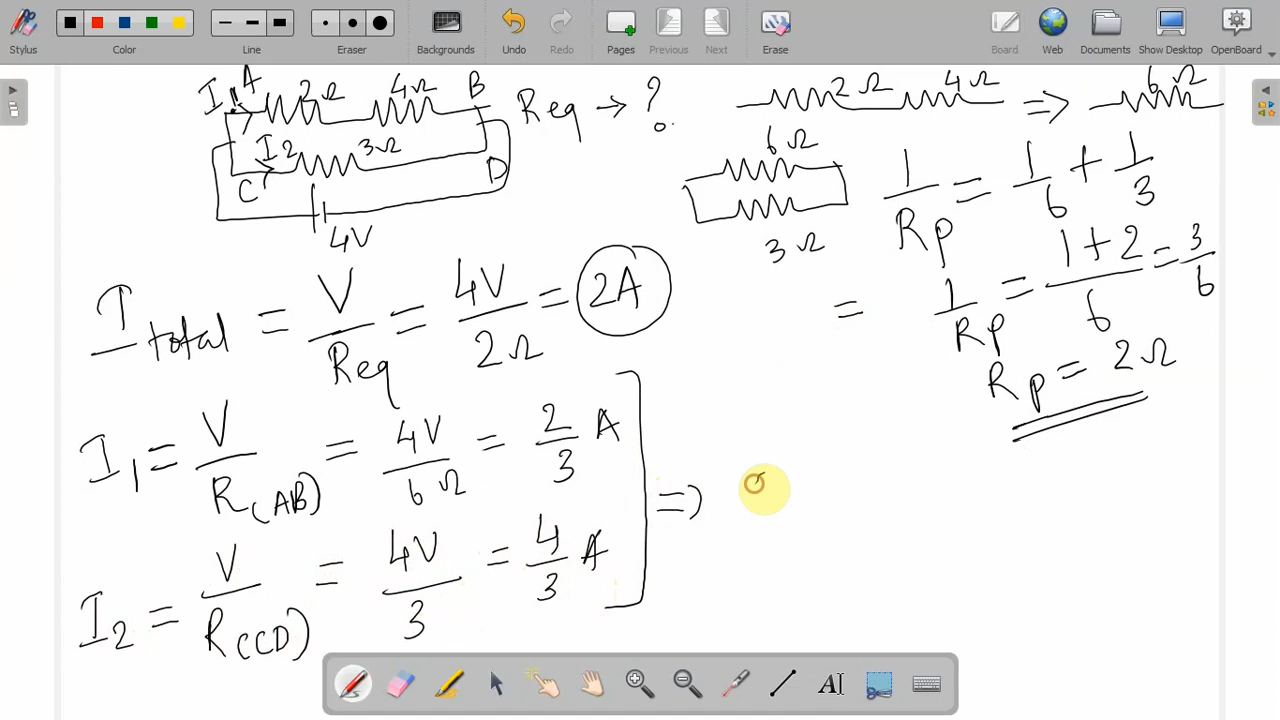 Stylus Color Line Eraser Backgrounds Undo Redo Pages Previous Next Erase Board Web Documents Show Desktop OpenBoard
I1 A 2Ω 4Ω B Req → ? 2Ω 4Ω => 6Ω
I2 3Ω
C D
4V
6Ω
3Ω
1/Rp = 1/6 + 1/3
= 1/Rp = 1+2/6 = 3/6
Rp = 2Ω
I total = V/Req = 4V/2Ω = 2A
I1 = V/R(AB) = 4V/6Ω = 2/3 A
=>
I2 = V/R(CD) = 4V/3 = 4/3 A